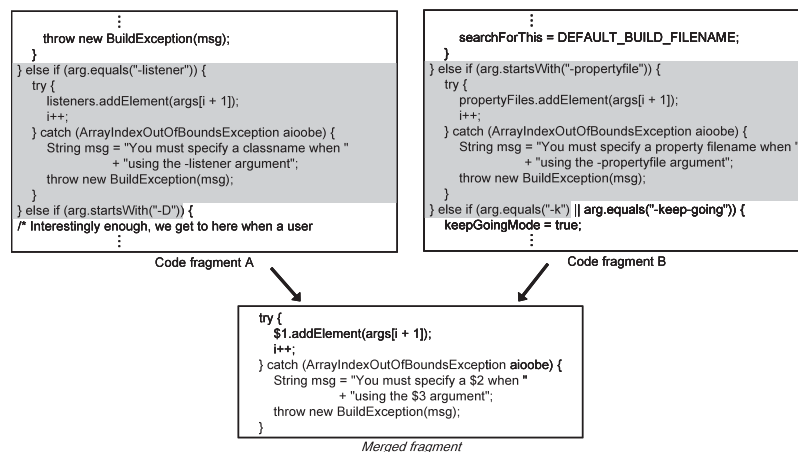 throw new BuildException(msg);
}
} else if (arg.equals("-listener")) {
try {
listeners.addElement(args[i + 1]);
i++;
} catch (ArrayIndexOutOfBoundsException aioobe) {
String msg = "You must specify a classname when "
+ "using the -listener argument";
throw new BuildException(msg);
}
} else if (arg.startsWith("-D")) {
/* Interestingly enough, we get to here when a user
Code fragment A
searchForThis = DEFAULT_BUILD_FILENAME;
}
} else if (arg.startsWith("-propertyfile")) {
try {
propertyFiles.addElement(args[i + 1]);
i++;
} catch (ArrayIndexOutOfBoundsException aioobe) {
String msg = "You must specify a property filename when "
+ "using the -propertyfile argument";
throw new BuildException(msg);
}
} else if (arg.equals("-k") || arg.equals("-keep-going")) {
keepGoingMode = true;
Code fragment B
try {
$1.addElement(args[i + 1]);
i++;
} catch (ArrayIndexOutOfBoundsException aioobe) {
String msg = "You must specify a $2 when "
+ "using the $3 argument";
throw new BuildException(msg);
}
Merged fragment